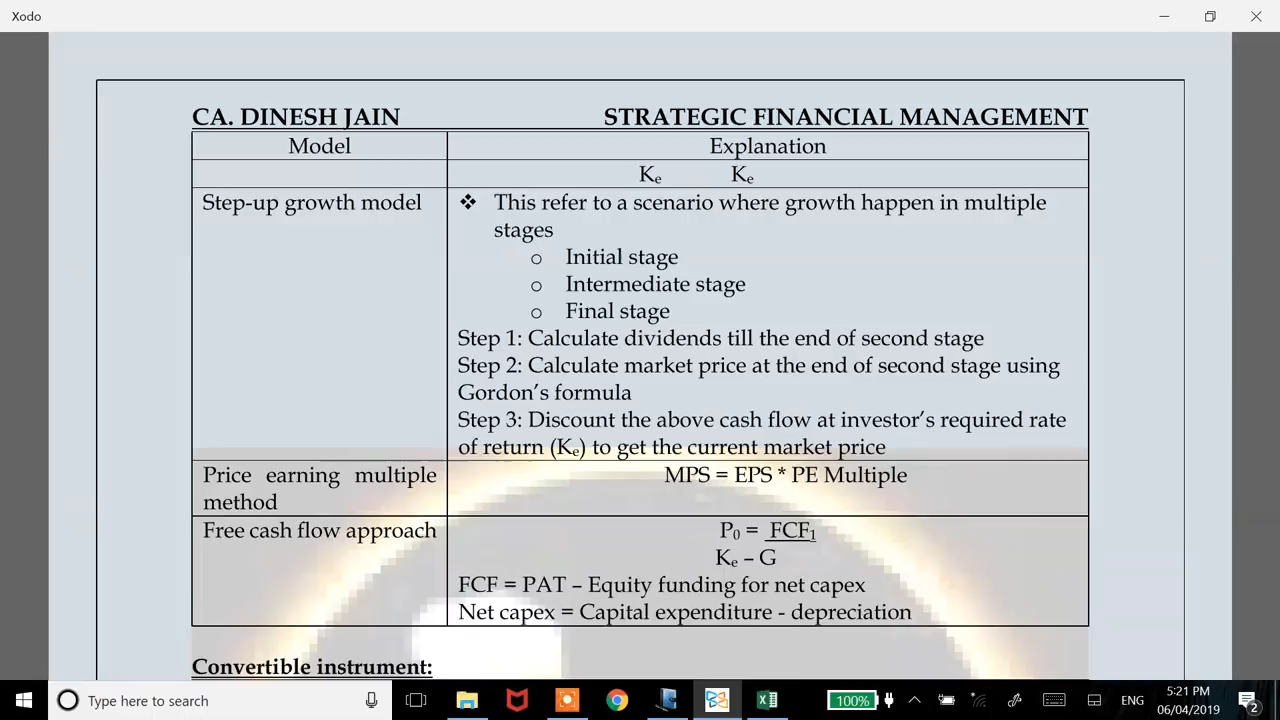 Xodo
CA. DINESH JAIN STRATEGIC FINANCIAL MANAGEMENT
Model Explanation
Ke Ke
Step-up growth model ❖ This refer to a scenario where growth happen in multiple
stages
o Initial stage
o Intermediate stage
o Final stage
Step 1: Calculate dividends till the end of second stage
Step 2: Calculate market price at the end of second stage using
Gordon's formula
Step 3: Discount the above cash flow at investor's required rate
of return (Ke) to get the current market price
Price earning multiple MPS = EPS * PE Multiple
method
Free cash flow approach P0 = FCF1
Ke – G
FCF = PAT – Equity funding for net capex
Net capex = Capital expenditure - depreciation
Convertible instrument:
Type here to search 100% ENG 5:21 PM
06/04/2019 2